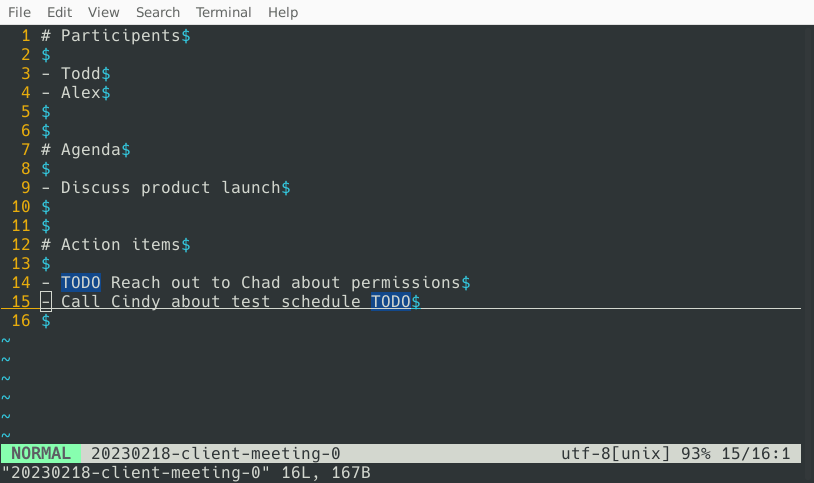 File Edit View Search Terminal Help
1 # Participents$
2 $
3 - Todd$
4 - Alex$
5 $
6 $
7 # Agenda$
8 $
9 - Discuss product launch$
10 $
11 $
12 # Action items$
13 $
14 - TODO Reach out to Chad about permissions$
15 - Call Cindy about test schedule TODO$
16 $
~
~
~
~
~
~
NORMAL 20230218-client-meeting-0 utf-8[unix] 93% 15/16:1
"20230218-client-meeting-0" 16L, 167B